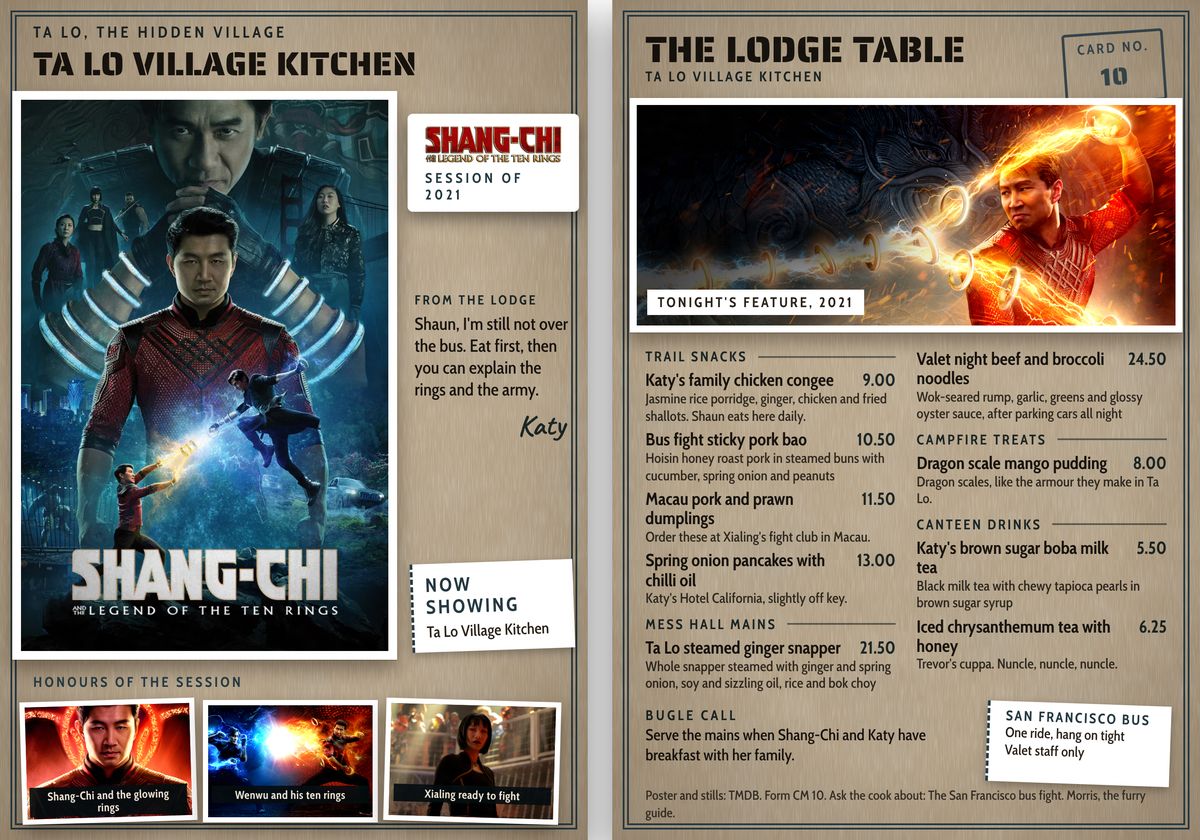 TA LO, THE HIDDEN VILLAGE
TA LO VILLAGE KITCHEN
SHANG-CHI
AND THE LEGEND OF THE TEN RINGS
SESSION OF
2021
FROM THE LODGE
Shaun, I'm still not over
the bus. Eat first, then
you can explain the
rings and the army.
Katy
SHANG-CHI
AND THE LEGEND OF THE TEN RINGS
NOW
SHOWING
Ta Lo Village Kitchen
HONOURS OF THE SESSION
Shang-Chi and the glowing
rings
Wenwu and his ten rings
Xialing ready to fight
THE LODGE TABLE
TA LO VILLAGE KITCHEN
CARD NO.
10
TONIGHT'S FEATURE, 2021
TRAIL SNACKS
Katy's family chicken congee 9.00
Jasmine rice porridge, ginger, chicken and fried
shallots. Shaun eats here daily.
Bus fight sticky pork bao 10.50
Hoisin honey roast pork in steamed buns with
cucumber, spring onion and peanuts
Macau pork and prawn 11.50
dumplings
Order these at Xialing's fight club in Macau.
Spring onion pancakes with 13.00
chilli oil
Katy's Hotel California, slightly off key.
MESS HALL MAINS
Ta Lo steamed ginger snapper 21.50
Whole snapper steamed with ginger and spring
onion, soy and sizzling oil, rice and bok choy
Valet night beef and broccoli 24.50
noodles
Wok-seared rump, garlic, greens and glossy
oyster sauce, after parking cars all night
CAMPFIRE TREATS
Dragon scale mango pudding 8.00
Dragon scales, like the armour they make in Ta
Lo.
CANTEEN DRINKS
Katy's brown sugar boba milk 5.50
tea
Black milk tea with chewy tapioca pearls in
brown sugar syrup
Iced chrysanthemum tea with 6.25
honey
Trevor's cuppa. Nuncle, nuncle, nuncle.
BUGLE CALL
Serve the mains when Shang-Chi and Katy have
breakfast with her family.
SAN FRANCISCO BUS
One ride, hang on tight
Valet staff only
Poster and stills: TMDB. Form CM 10. Ask the cook about: The San Francisco bus fight. Morris, the furry
guide.